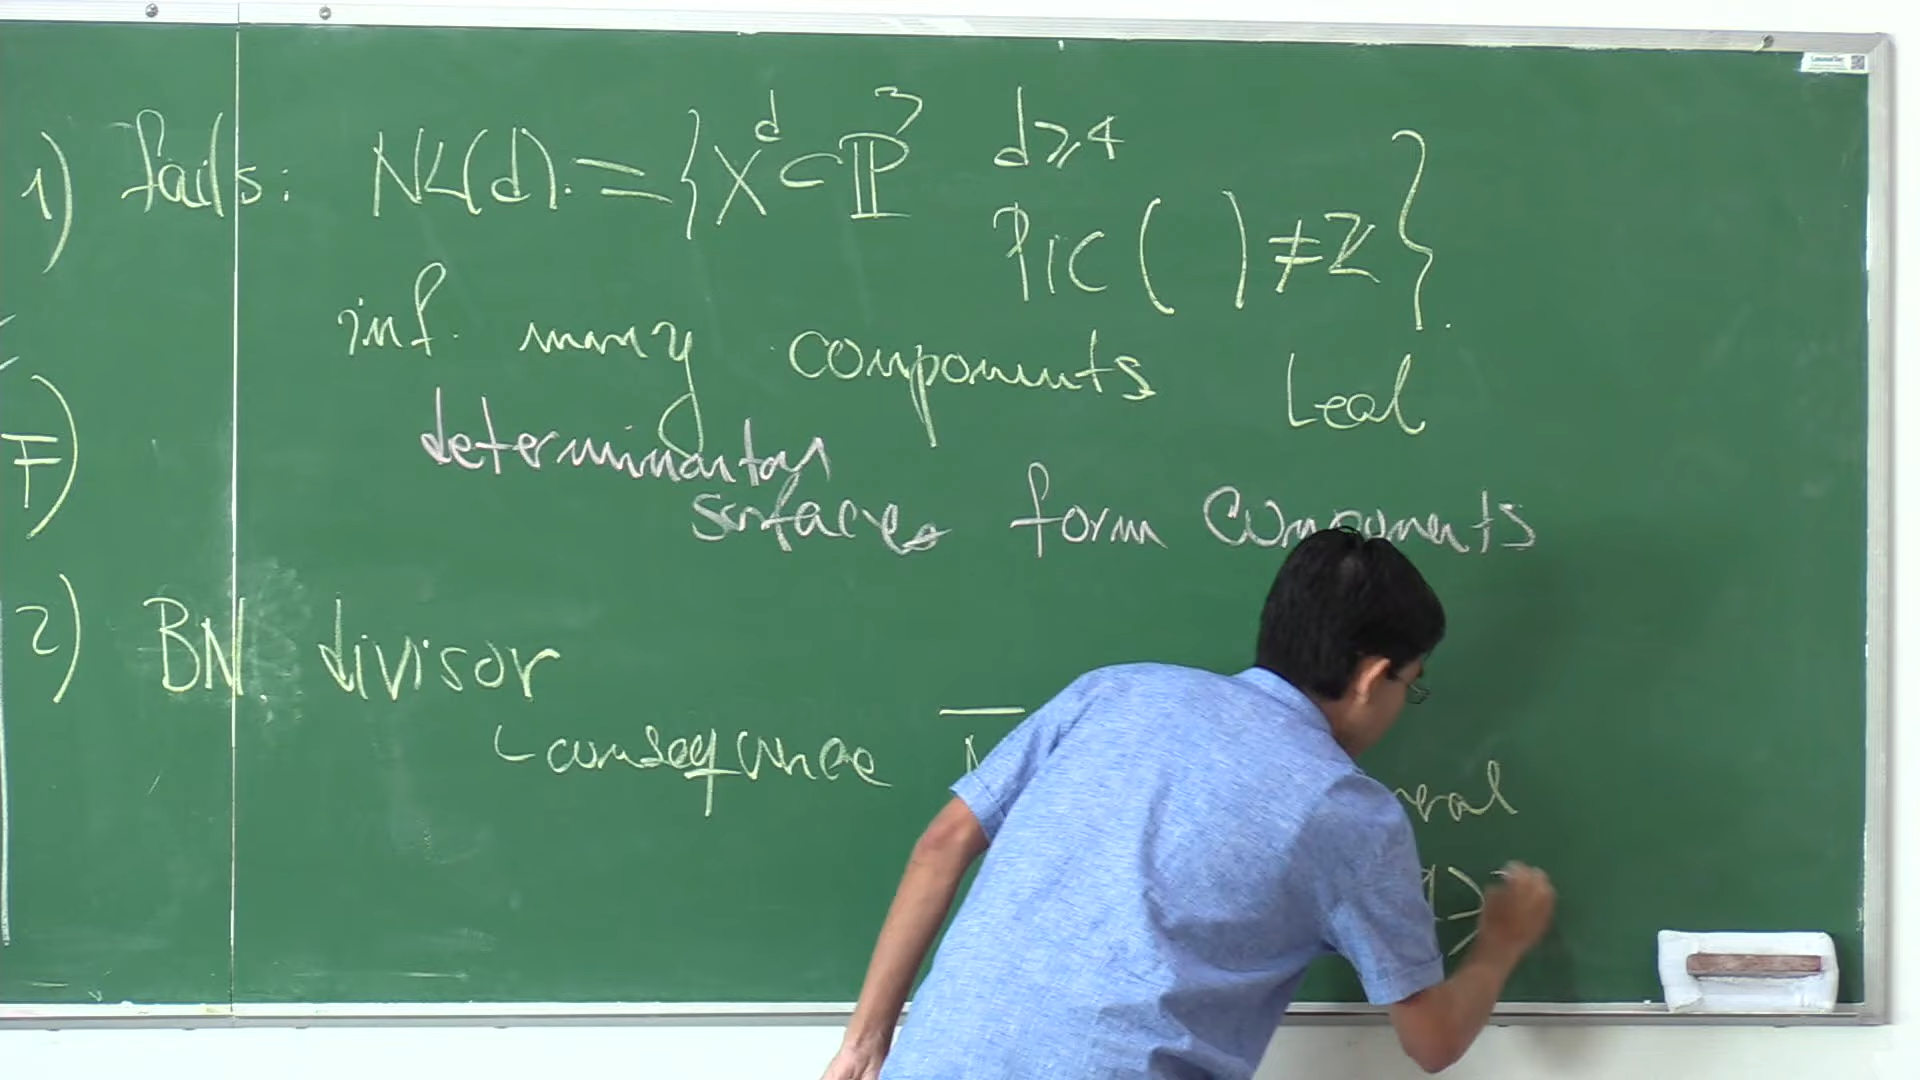 1) fails: NL(d) := { X^d ⊂ ℙ^3 d ⩾ 4
Pic ( ) ≠ ℤ }.
inf. many components Leal
determinantal
surfaces form components
F)
2) BN divisor
consequence
g ⩾